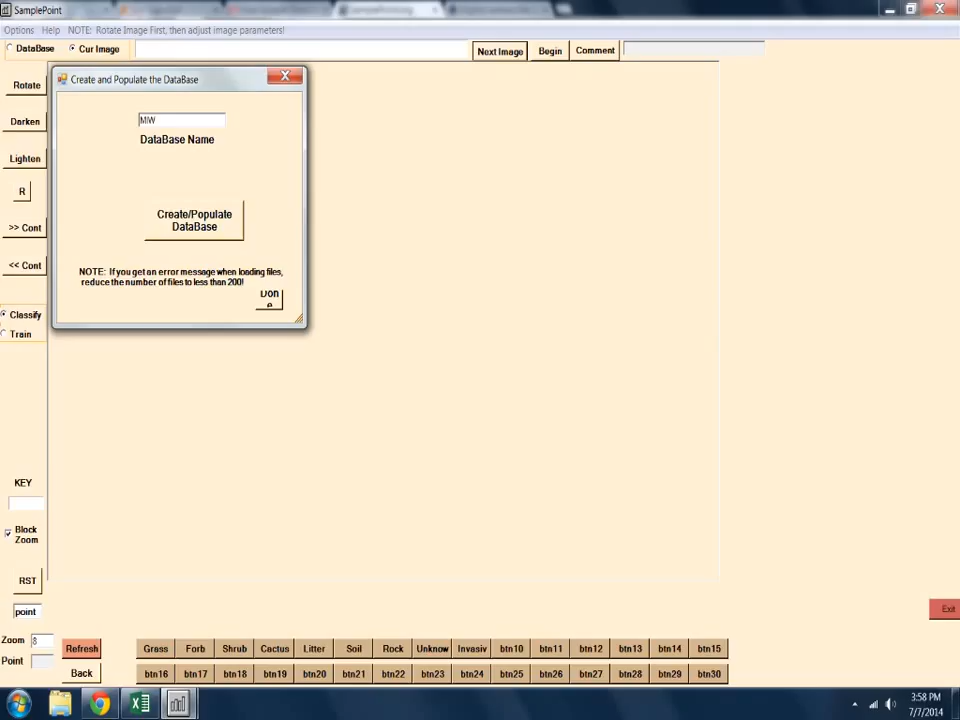 SamplePoint
Options Help NOTE: Rotate Image First, then adjust image parameters!
DataBase Cur Image Next Image Begin Comment
Create and Populate the DataBase
Rotate
MIW
Darken
DataBase Name
Lighten
R
Create/Populate
DataBase
>> Cont
<< Cont
NOTE: If you get an error message when loading files,
reduce the number of files to less than 200!
Don
e
Classify
Train
KEY
Block
Zoom
RST
point
Exit
Zoom 8
Refresh Grass Forb Shrub Cactus Litter Soil Rock Unknow Invasiv btn10 btn11 btn12 btn13 btn14 btn15
Point
Back btn16 btn17 btn18 btn19 btn20 btn21 btn22 btn23 btn24 btn25 btn26 btn27 btn28 btn29 btn30
3:58 PM
7/7/2014